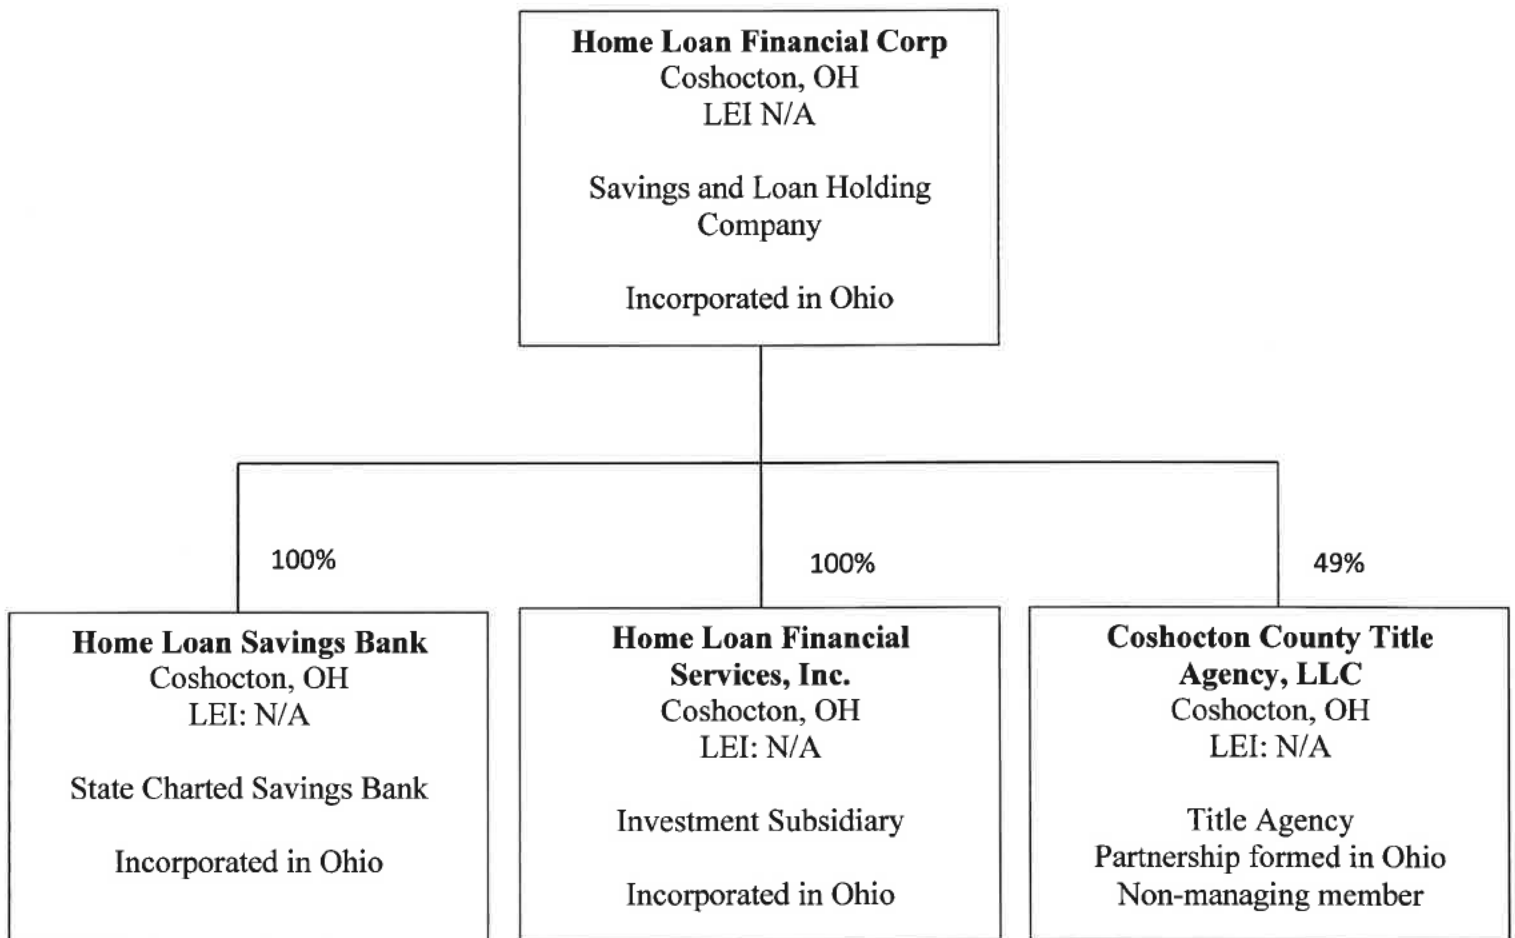 Home Loan Financial Corp
Coshocton, OH
LEI N/A
Savings and Loan Holding
Company
Incorporated in Ohio
100%
100%
49%
Home Loan Savings Bank
Coshocton, OH
LEI: N/A
State Charted Savings Bank
Incorporated in Ohio
Home Loan Financial
Services, Inc.
Coshocton, OH
LEI: N/A
Investment Subsidiary
Incorporated in Ohio
Coshocton County Title
Agency, LLC
Coshocton, OH
LEI: N/A
Title Agency
Partnership formed in Ohio
Non-managing member